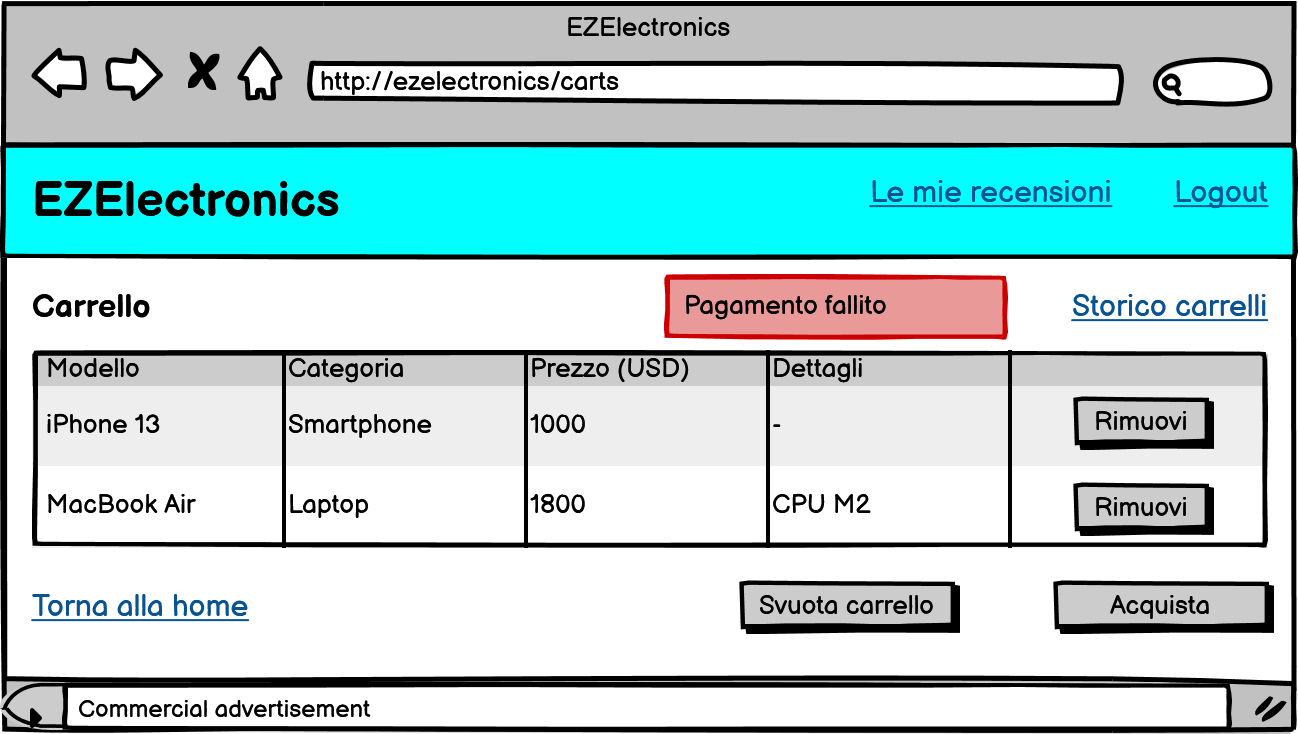 EZElectronics
http://ezelectronics/carts
EZElectronics
Le mie recensioni
Logout
Carrello
Pagamento fallito
Storico carrelli
Modello Categoria Prezzo (USD) Dettagli
iPhone 13 Smartphone 1000 - Rimuovi
MacBook Air Laptop 1800 CPU M2 Rimuovi
Torna alla home
Svuota carrello
Acquista
Commercial advertisement